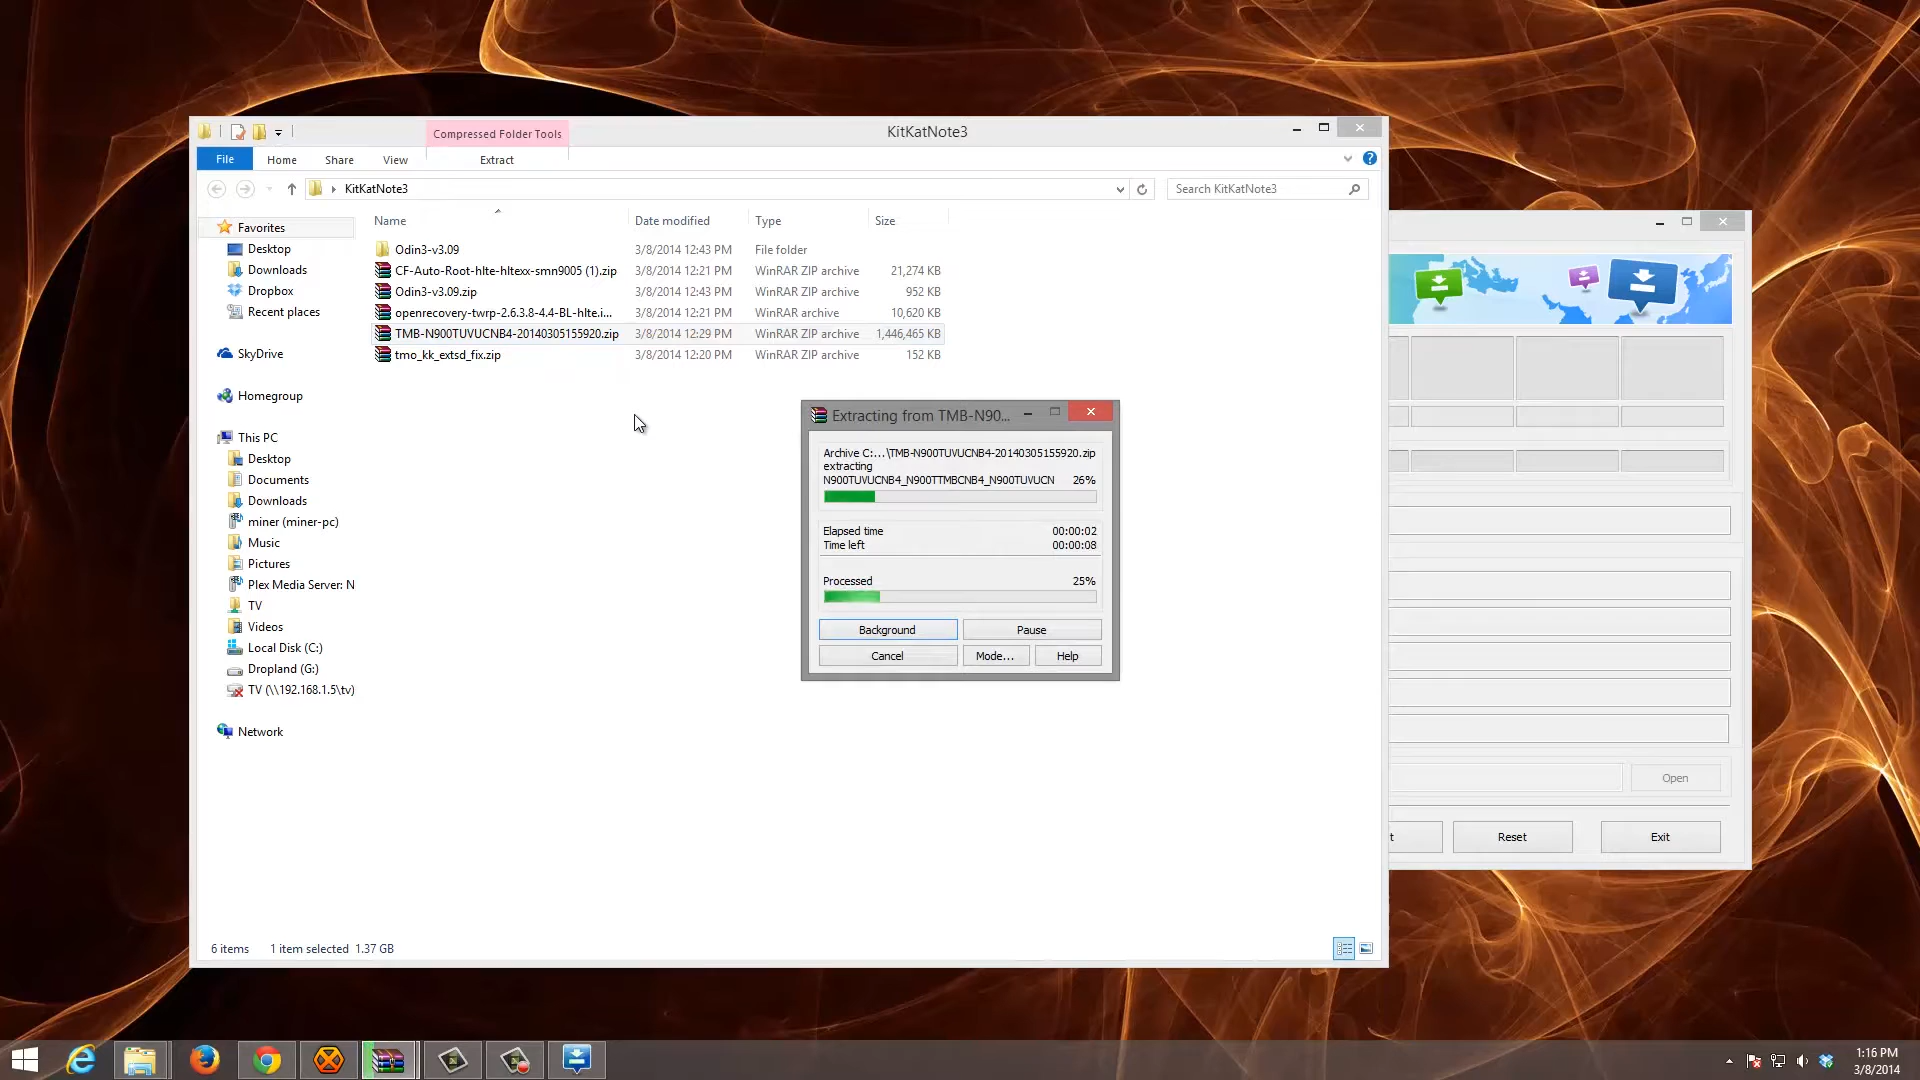 Compressed Folder Tools
KitKatNote3
File
Home
Share
View
Extract
KitKatNote3
Search KitKatNote3
Name
Date modified
Type
Size
Odin3-v3.09
3/8/2014 12:43 PM
File folder
CF-Auto-Root-hlte-hltexx-smn9005 (1).zip
3/8/2014 12:21 PM
WinRAR ZIP archive
21,274 KB
Odin3-v3.09.zip
3/8/2014 12:43 PM
WinRAR ZIP archive
952 KB
openrecovery-twrp-2.6.3.8-4.4-BL-hlte.i...
3/8/2014 12:21 PM
WinRAR archive
10,620 KB
TMB-N900TUVUCNB4-20140305155920.zip
3/8/2014 12:29 PM
WinRAR ZIP archive
1,446,465 KB
tmo_kk_extsd_fix.zip
3/8/2014 12:20 PM
WinRAR ZIP archive
152 KB
Favorites
Desktop
Downloads
Dropbox
Recent places
SkyDrive
Homegroup
This PC
Desktop
Documents
Downloads
miner (miner-pc)
Music
Pictures
Plex Media Server: N
TV
Videos
Local Disk (C:)
Dropland (G:)
TV (\\192.168.1.5\tv)
Network
6 items
1 item selected 1.37 GB
Extracting from TMB-N90...
Archive C:...\TMB-N900TUVUCNB4-20140305155920.zip
extracting
N900TUVUCNB4_N900TTMBCNB4_N900TUVUCN 26%
Elapsed time 00:00:02
Time left 00:00:08
Processed 25%
Background
Pause
Cancel
Mode...
Help
Open
t
Reset
Exit
1:16 PM
3/8/2014